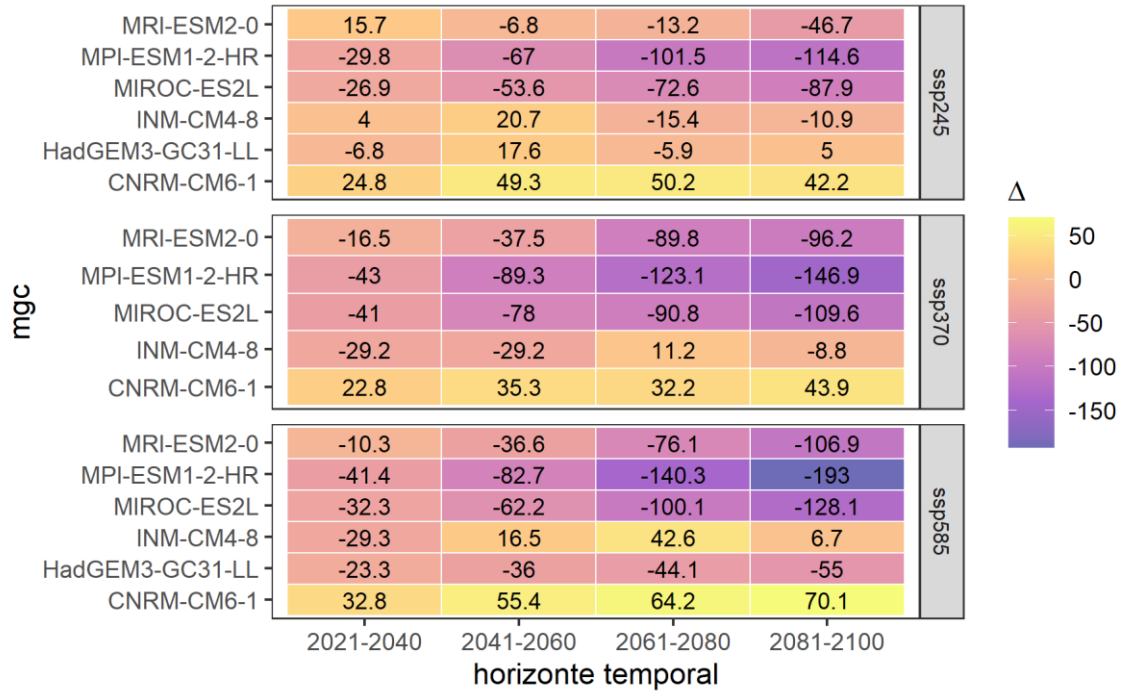 MRI-ESM2-0 15.7 -6.8 -13.2 -46.7
MPI-ESM1-2-HR -29.8 -67 -101.5 -114.6
MIROC-ES2L -26.9 -53.6 -72.6 -87.9
INM-CM4-8 4 20.7 -15.4 -10.9
HadGEM3-GC31-LL -6.8 17.6 -5.9 5
CNRM-CM6-1 24.8 49.3 50.2 42.2
ssp245
MRI-ESM2-0 -16.5 -37.5 -89.8 -96.2
MPI-ESM1-2-HR -43 -89.3 -123.1 -146.9
MIROC-ES2L -41 -78 -90.8 -109.6
INM-CM4-8 -29.2 -29.2 11.2 -8.8
CNRM-CM6-1 22.8 35.3 32.2 43.9
ssp370
MRI-ESM2-0 -10.3 -36.6 -76.1 -106.9
MPI-ESM1-2-HR -41.4 -82.7 -140.3 -193
MIROC-ES2L -32.3 -62.2 -100.1 -128.1
INM-CM4-8 -29.3 16.5 42.6 6.7
HadGEM3-GC31-LL -23.3 -36 -44.1 -55
CNRM-CM6-1 32.8 55.4 64.2 70.1
ssp585
2021-2040 2041-2060 2061-2080 2081-2100
horizonte temporal
mgc
Δ
50
0
-50
-100
-150